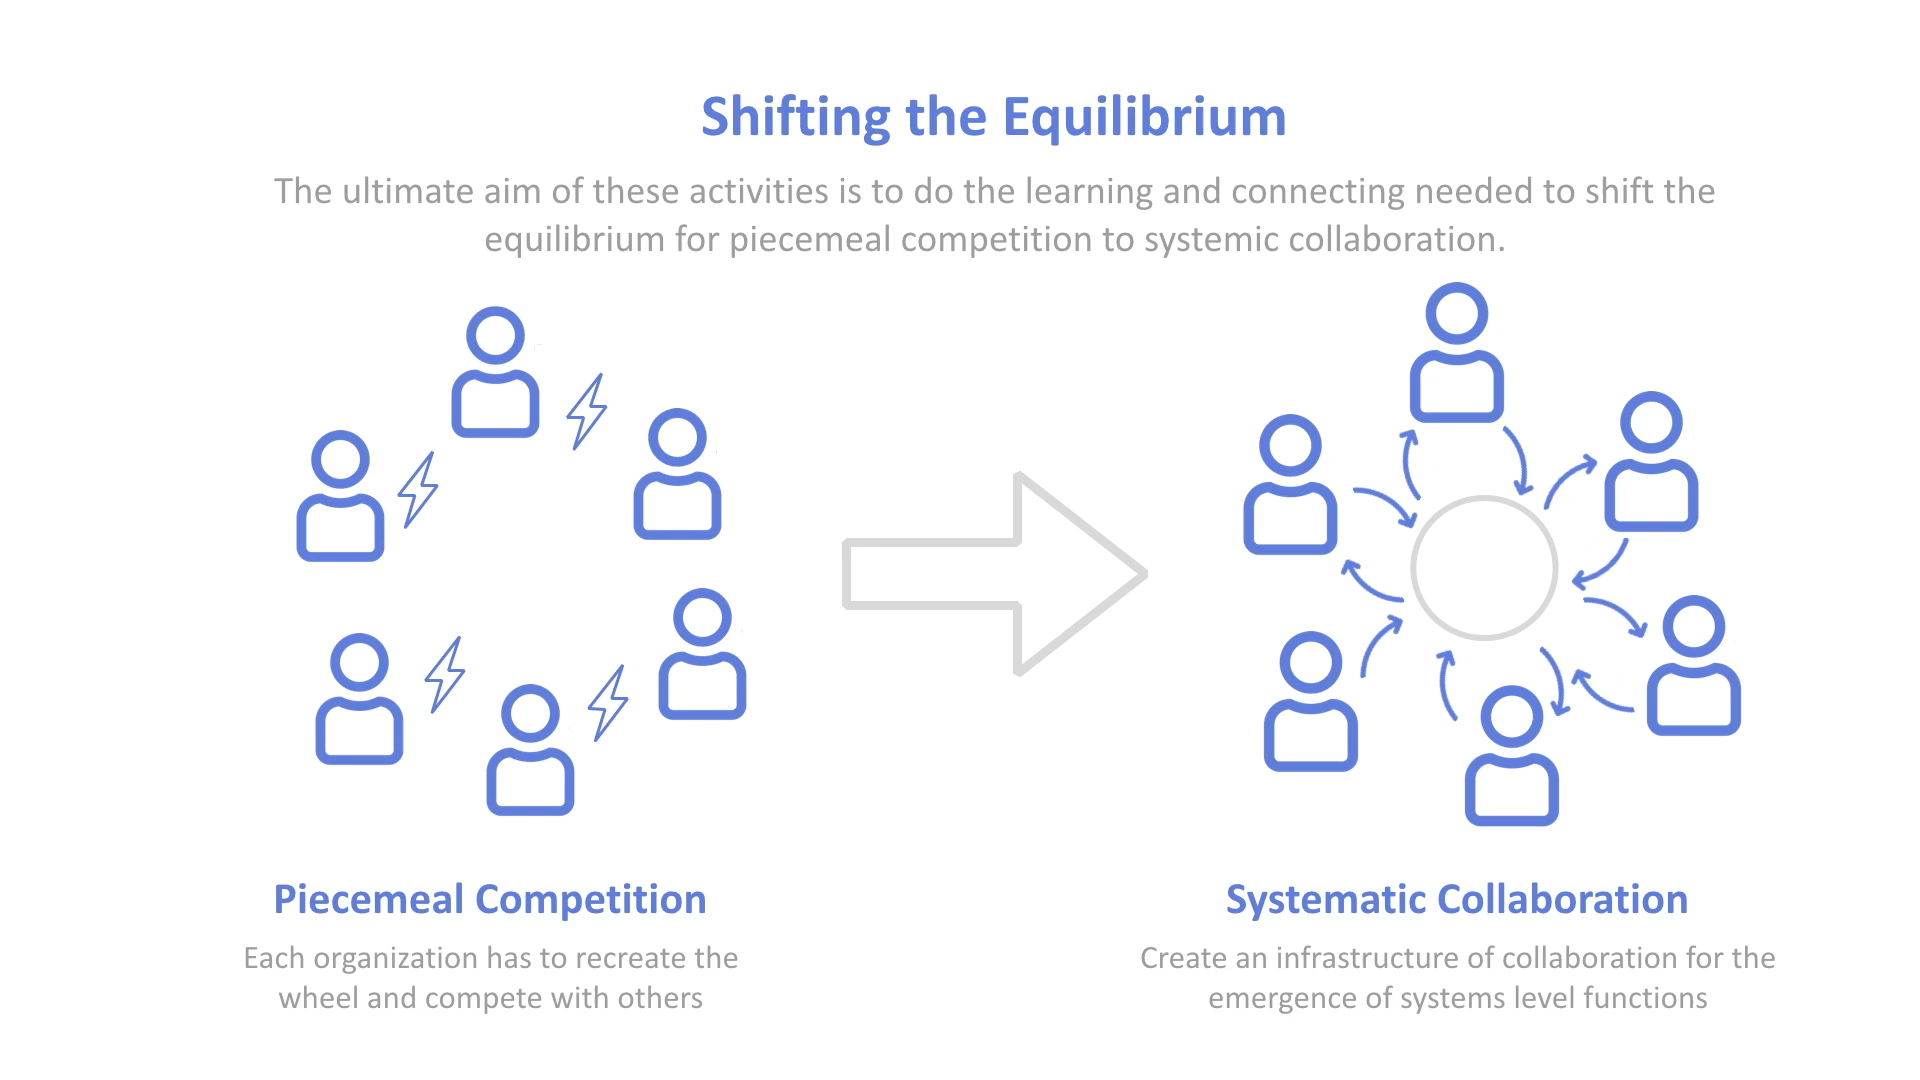 Shifting the Equilibrium
The ultimate aim of these activities is to do the learning and connecting needed to shift the
equilibrium for piecemeal competition to systemic collaboration.
Piecemeal Competition
Each organization has to recreate the
wheel and compete with others
Systematic Collaboration
Create an infrastructure of collaboration for the
emergence of systems level functions